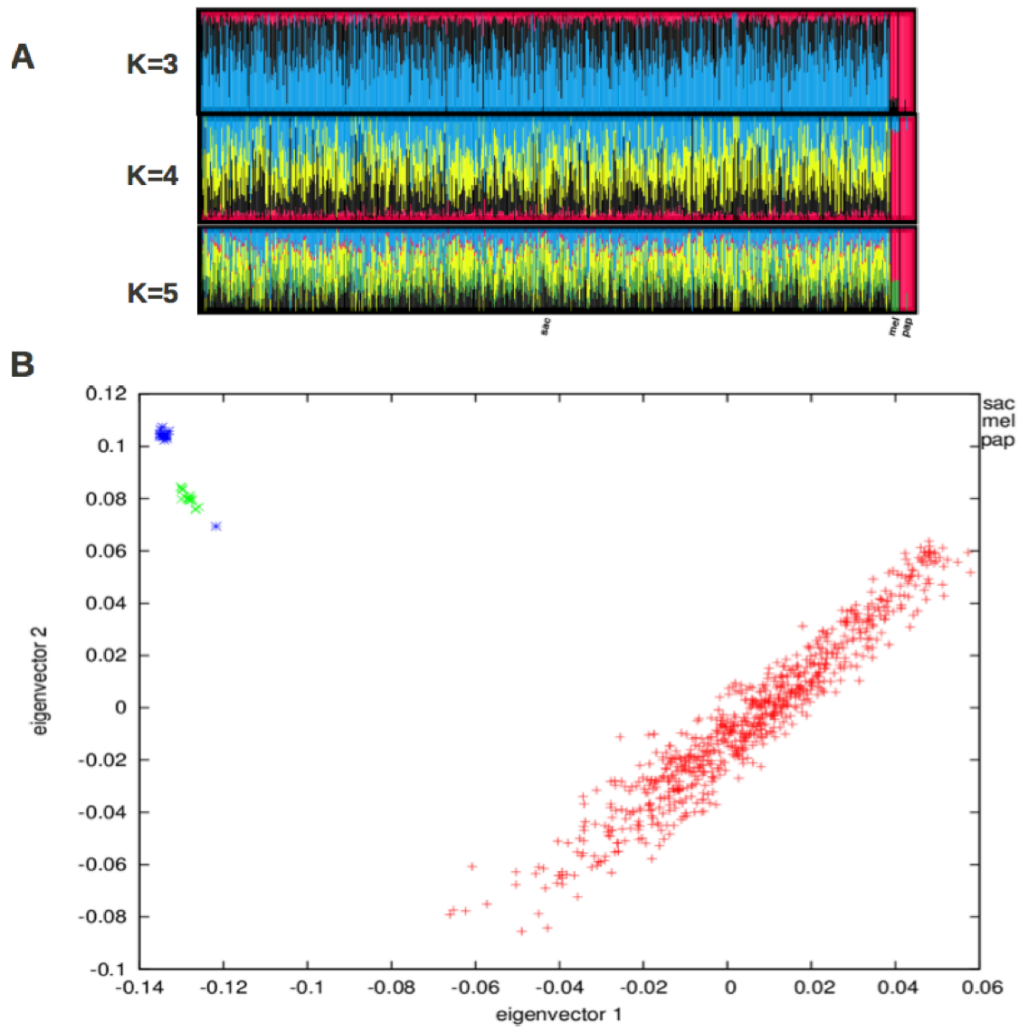 A
K=3
K=4
K=5
sac
mel
pap
B
0.12
0.1
0.08
0.06
0.04
0.02
0
-0.02
-0.04
-0.06
-0.08
-0.1
eigenvector 2
sac
mel
pap
-0.14 -0.12 -0.1 -0.08 -0.06 -0.04 -0.02 0 0.02 0.04 0.06
eigenvector 1